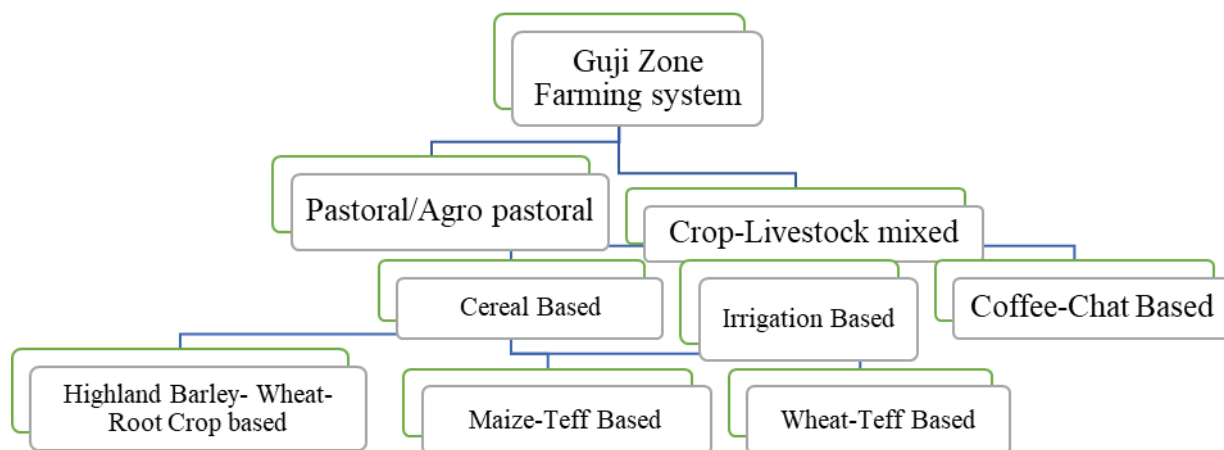 Guji Zone
Farming system
Pastoral/Agro pastoral
Crop-Livestock mixed
Cereal Based
Irrigation Based
Coffee-Chat Based
Highland Barley- Wheat-
Root Crop based
Maize-Teff Based
Wheat-Teff Based